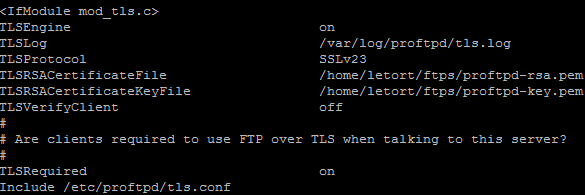 <IfModule mod_tls.c>
TLSEngine on
TLSLog /var/log/proftpd/tls.log
TLSProtocol SSLv23
TLSRSACertificateFile /home/letort/ftps/proftpd-rsa.pem
TLSRSACertificateKeyFile /home/letort/ftps/proftpd-key.pem
TLSVerifyClient off
#
# Are clients required to use FTP over TLS when talking to this server?
#
TLSRequired on
Include /etc/proftpd/tls.conf